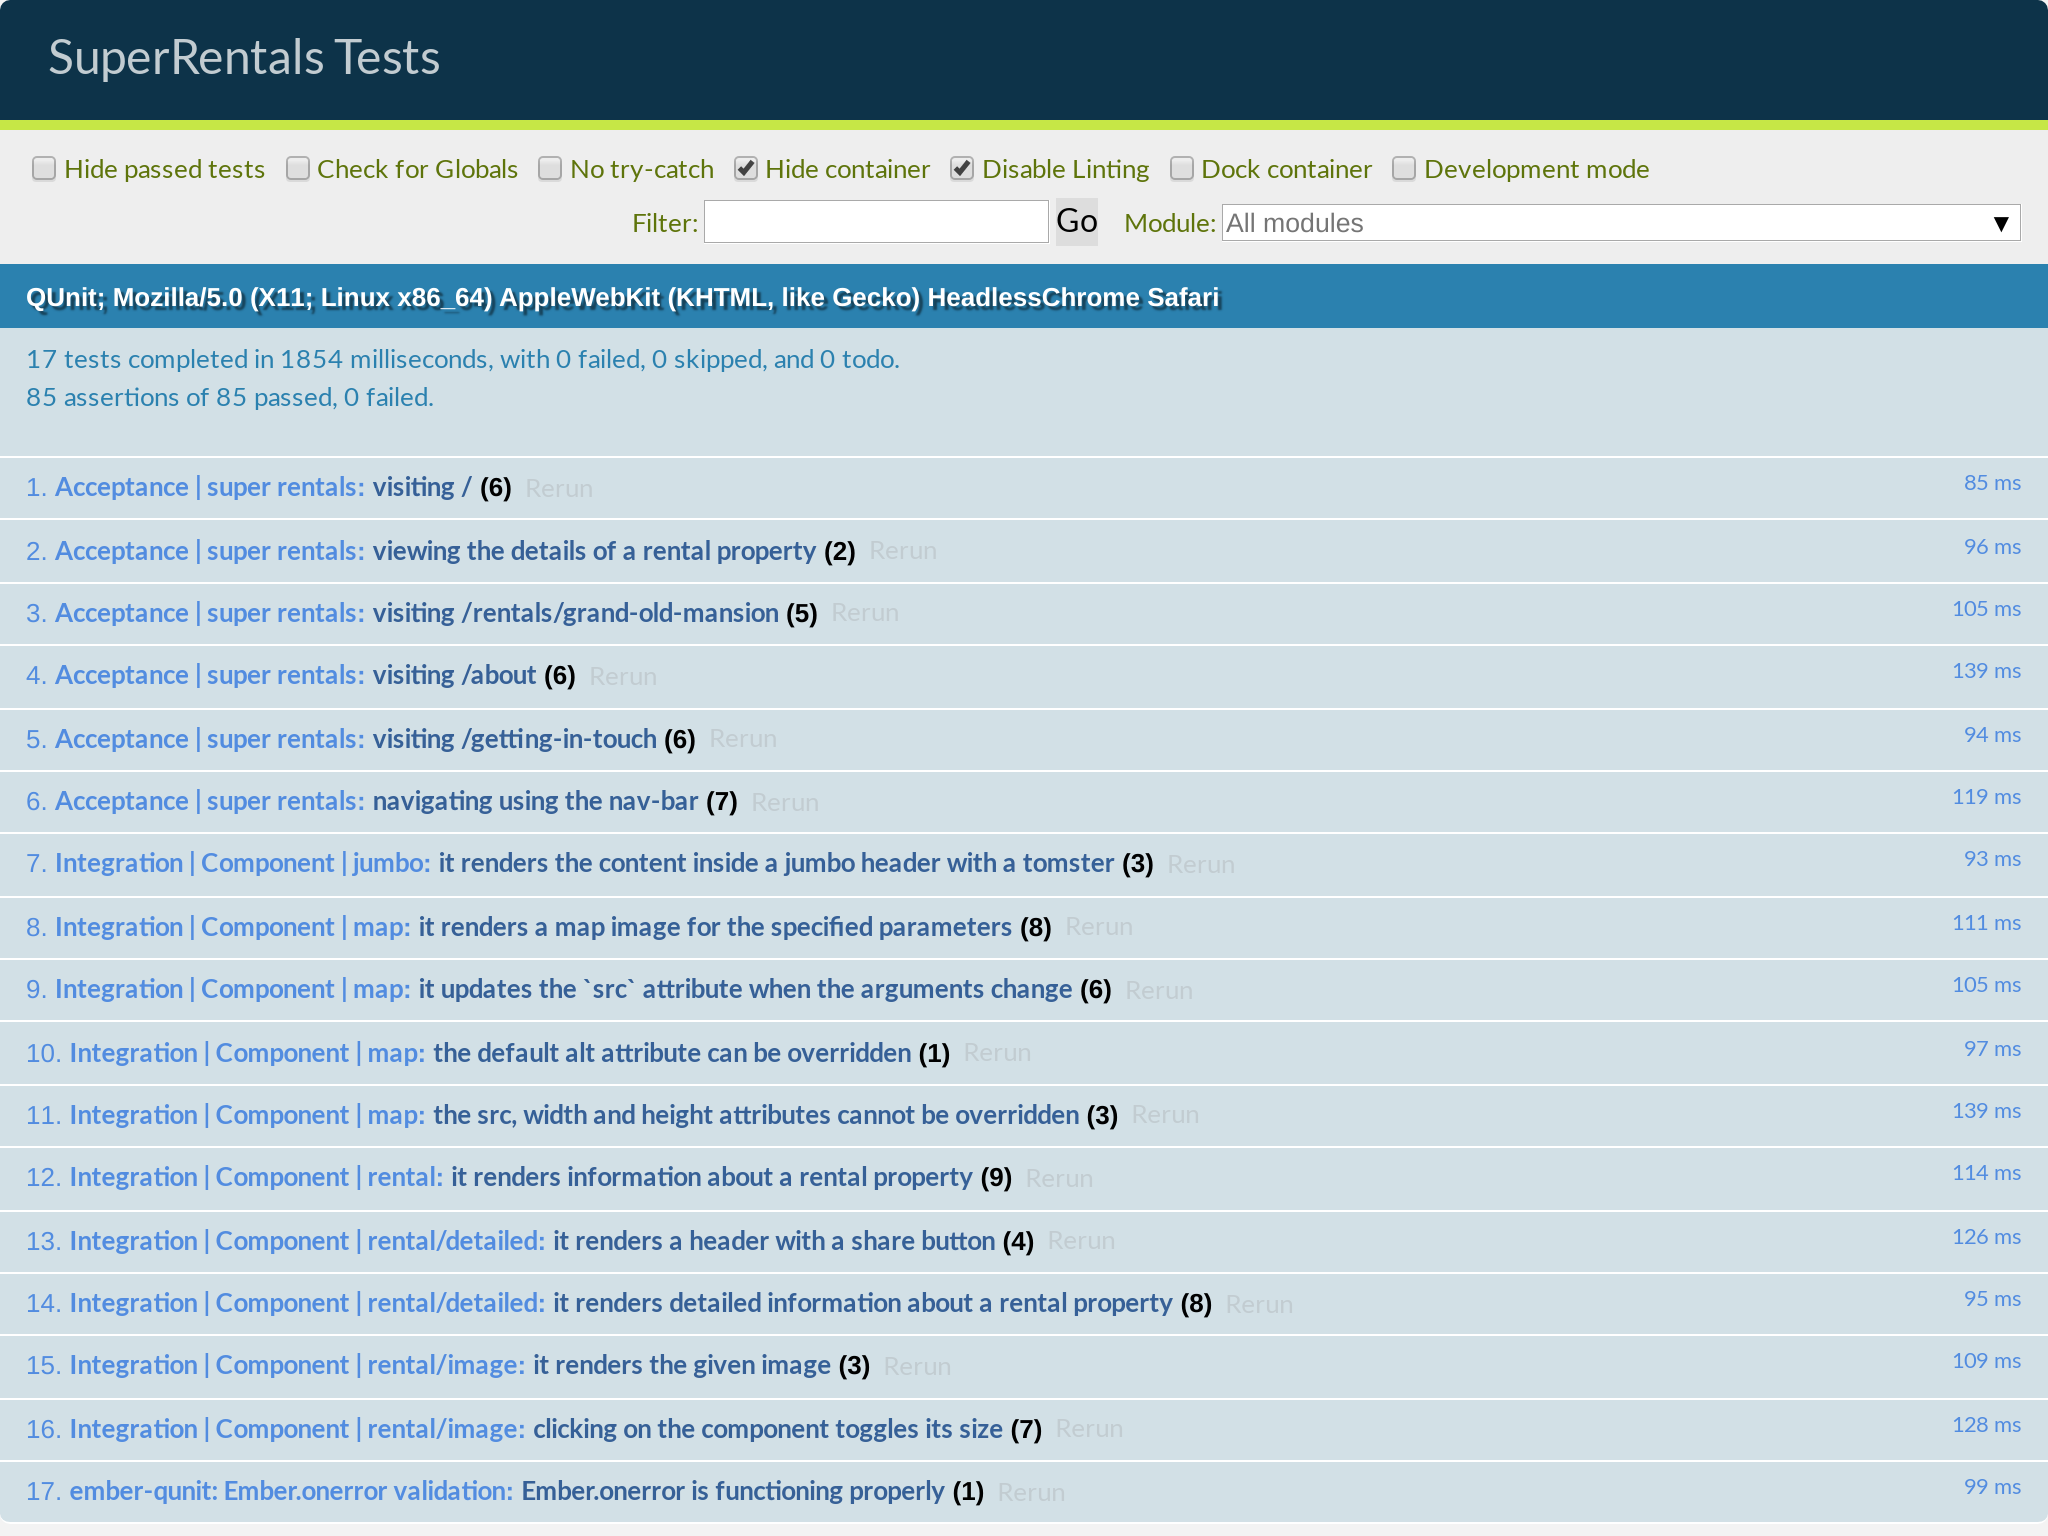 SuperRentals Tests
Hide passed tests Check for Globals No try-catch Hide container Disable Linting Dock container Development mode
Filter: Go Module: All modules ▼
QUnit; Mozilla/5.0 (X11; Linux x86_64) AppleWebKit (KHTML, like Gecko) HeadlessChrome Safari
17 tests completed in 1854 milliseconds, with 0 failed, 0 skipped, and 0 todo.
85 assertions of 85 passed, 0 failed.
1. Acceptance | super rentals: visiting / (6) Rerun 85 ms
2. Acceptance | super rentals: viewing the details of a rental property (2) Rerun 96 ms
3. Acceptance | super rentals: visiting /rentals/grand-old-mansion (5) Rerun 105 ms
4. Acceptance | super rentals: visiting /about (6) Rerun 139 ms
5. Acceptance | super rentals: visiting /getting-in-touch (6) Rerun 94 ms
6. Acceptance | super rentals: navigating using the nav-bar (7) Rerun 119 ms
7. Integration | Component | jumbo: it renders the content inside a jumbo header with a tomster (3) Rerun 93 ms
8. Integration | Component | map: it renders a map image for the specified parameters (8) Rerun 111 ms
9. Integration | Component | map: it updates the `src` attribute when the arguments change (6) Rerun 105 ms
10. Integration | Component | map: the default alt attribute can be overridden (1) Rerun 97 ms
11. Integration | Component | map: the src, width and height attributes cannot be overridden (3) Rerun 139 ms
12. Integration | Component | rental: it renders information about a rental property (9) Rerun 114 ms
13. Integration | Component | rental/detailed: it renders a header with a share button (4) Rerun 126 ms
14. Integration | Component | rental/detailed: it renders detailed information about a rental property (8) Rerun 95 ms
15. Integration | Component | rental/image: it renders the given image (3) Rerun 109 ms
16. Integration | Component | rental/image: clicking on the component toggles its size (7) Rerun 128 ms
17. ember-qunit: Ember.onerror validation: Ember.onerror is functioning properly (1) Rerun 99 ms